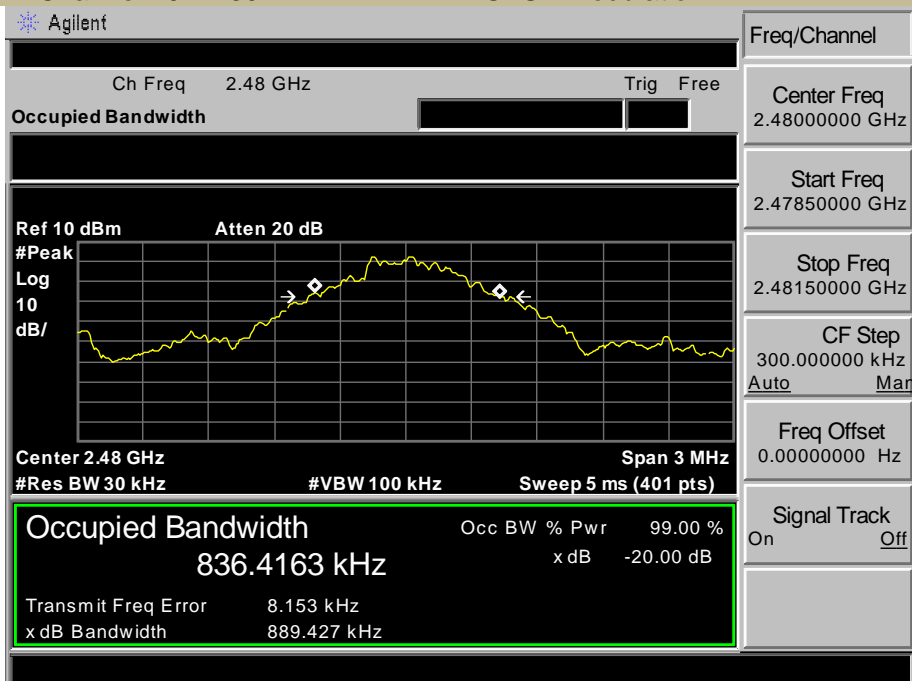 Agilent
Freq/Channel
Ch Freq 2.48 GHz Trig Free
Occupied Bandwidth
Center Freq
2.48000000 GHz
Start Freq
2.47850000 GHz
Ref 10 dBm Atten 20 dB
#Peak
Log
10
dB/
Stop Freq
2.48150000 GHz
CF Step
300.000000 kHz
Auto Man
Freq Offset
0.00000000 Hz
Center 2.48 GHz Span 3 MHz
#Res BW 30 kHz #VBW 100 kHz Sweep 5 ms (401 pts)
Signal Track
On Off
Occupied Bandwidth Occ BW % Pwr 99.00 %
836.4163 kHz x dB -20.00 dB
Transmit Freq Error 8.153 kHz
x dB Bandwidth 889.427 kHz